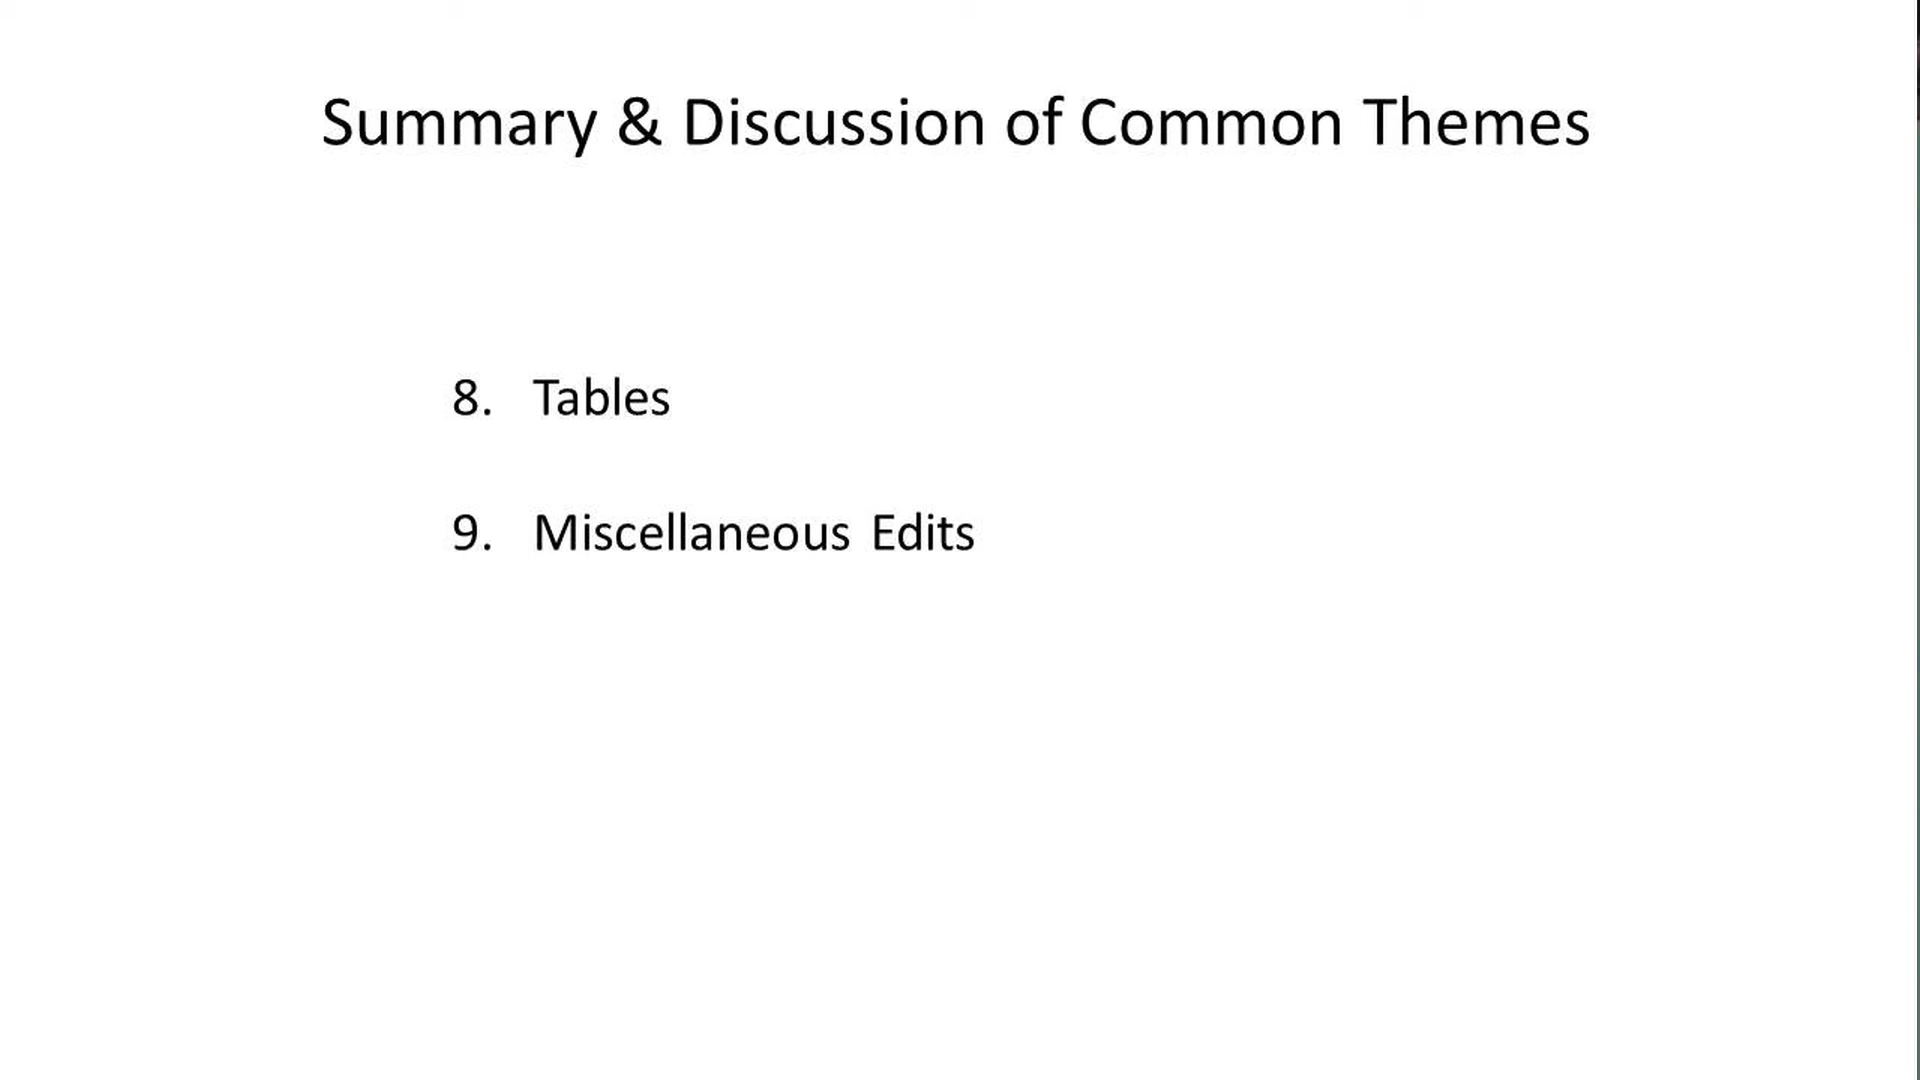 Summary & Discussion of Common Themes
8. Tables
9. Miscellaneous Edits